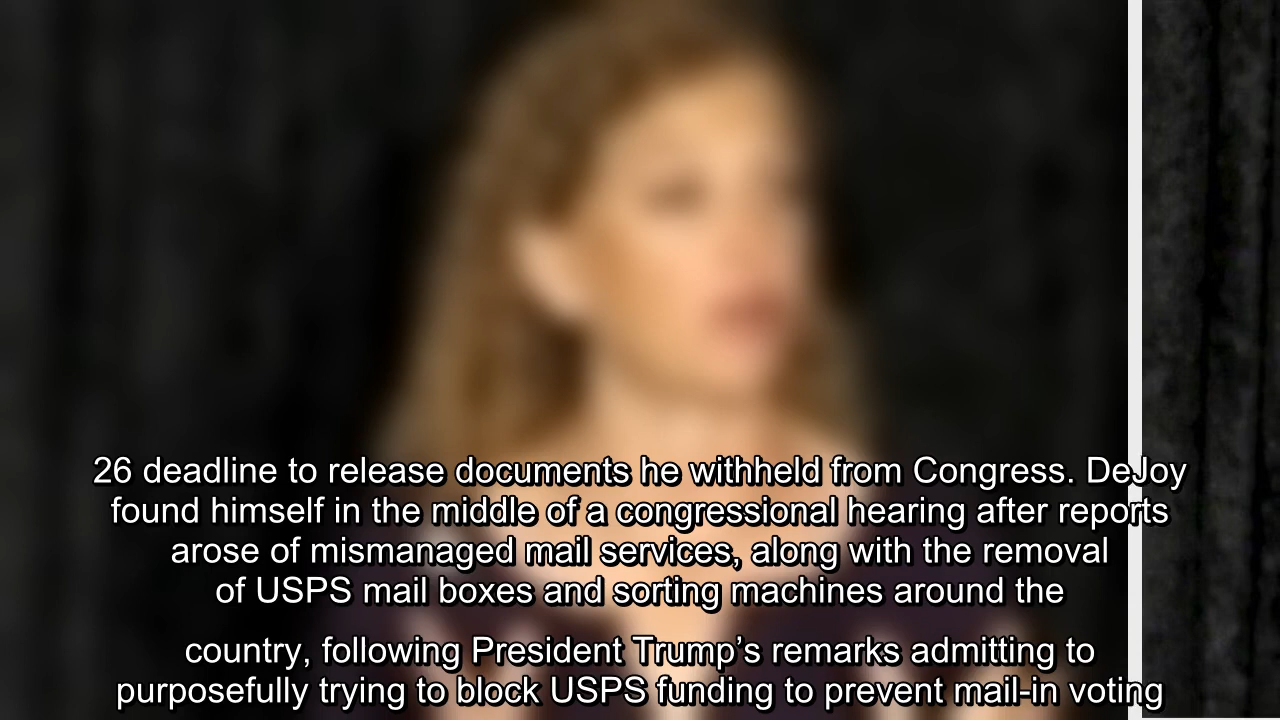 26 deadline to release documents he withheld from Congress. DeJoy
found himself in the middle of a congressional hearing after reports
arose of mismanaged mail services, along with the removal
of USPS mail boxes and sorting machines around the
country, following President Trump’s remarks admitting to
purposefully trying to block USPS funding to prevent mail-in voting